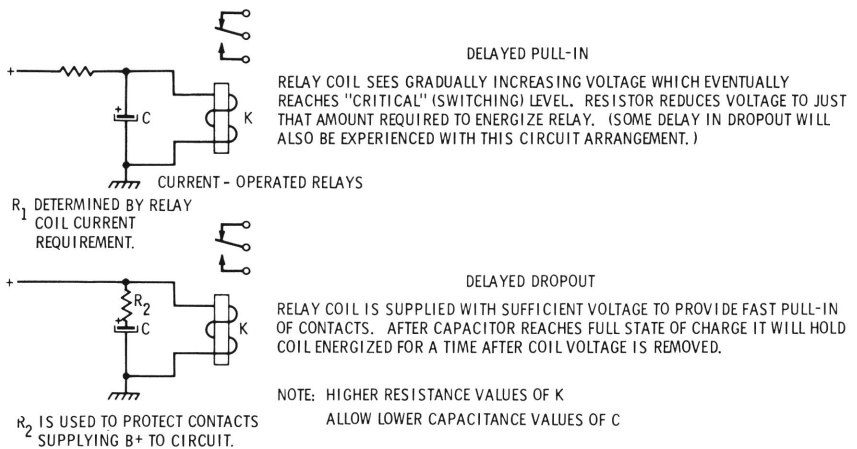 DELAYED PULL-IN
+
C
K
RELAY COIL SEES GRADUALLY INCREASING VOLTAGE WHICH EVENTUALLY
REACHES "CRITICAL" (SWITCHING) LEVEL. RESISTOR REDUCES VOLTAGE TO JUST
THAT AMOUNT REQUIRED TO ENERGIZE RELAY. (SOME DELAY IN DROPOUT WILL
ALSO BE EXPERIENCED WITH THIS CIRCUIT ARRANGEMENT.)
+
CURRENT - OPERATED RELAYS
R1 DETERMINED BY RELAY
COIL CURRENT
REQUIREMENT.
DELAYED DROPOUT
+
R2
+
C
K
RELAY COIL IS SUPPLIED WITH SUFFICIENT VOLTAGE TO PROVIDE FAST PULL-IN
OF CONTACTS. AFTER CAPACITOR REACHES FULL STATE OF CHARGE IT WILL HOLD
COIL ENERGIZED FOR A TIME AFTER COIL VOLTAGE IS REMOVED.
NOTE: HIGHER RESISTANCE VALUES OF K
ALLOW LOWER CAPACITANCE VALUES OF C
R2 IS USED TO PROTECT CONTACTS
SUPPLYING B+ TO CIRCUIT.